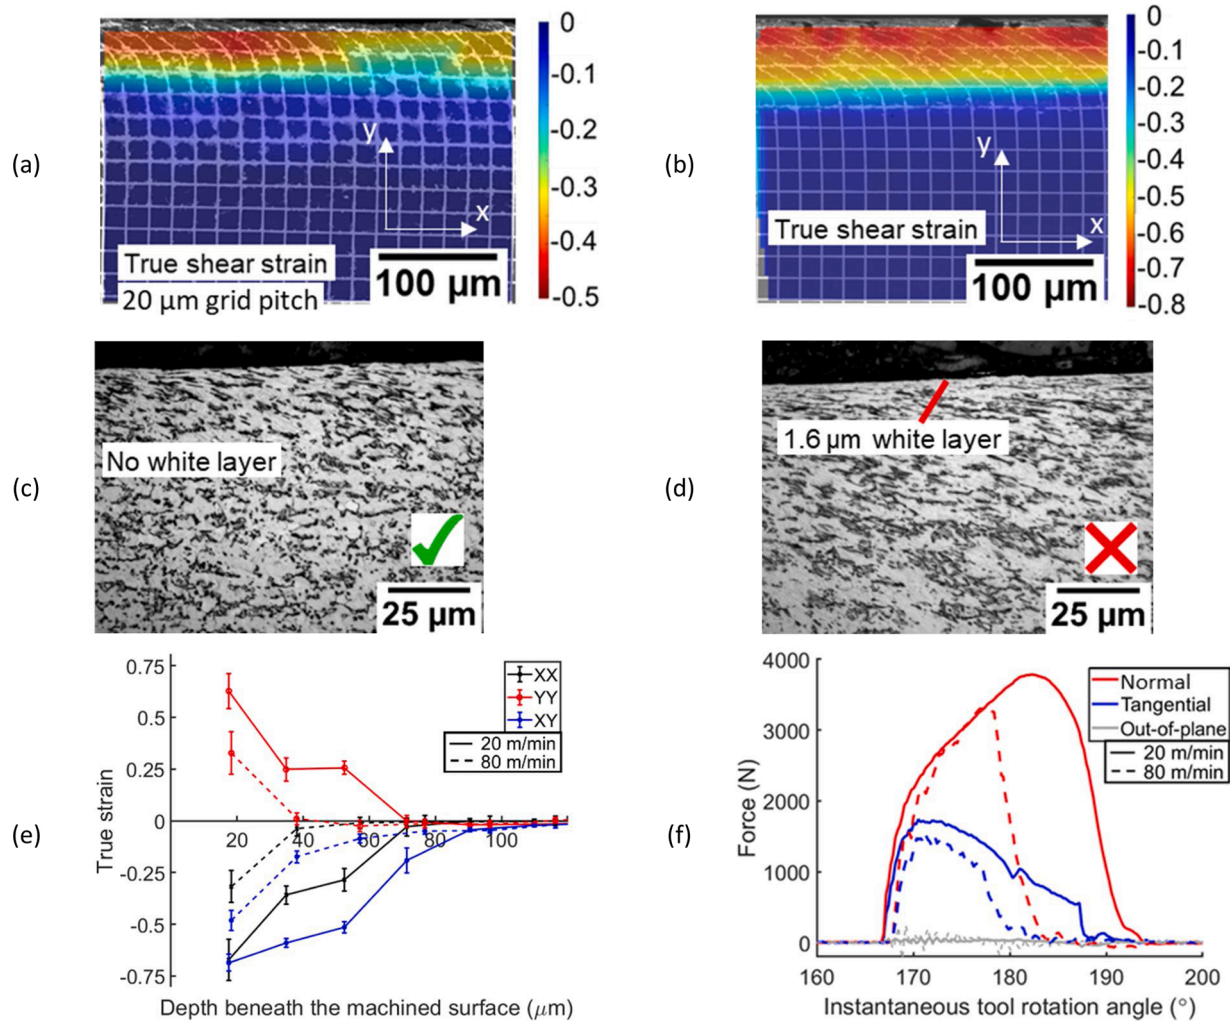 (a)
0
-0.1
-0.2
-0.3
-0.4
-0.5
y
x
True shear strain
20 μm grid pitch
100 μm
(b)
0
-0.1
-0.2
-0.3
-0.4
-0.5
-0.6
-0.7
-0.8
y
x
True shear strain
100 μm
(c)
No white layer
25 μm
(d)
1.6 μm white layer
25 μm
(e)
0.75
0.5
0.25
0
-0.25
-0.5
-0.75
True strain
20 40 60 80 100
Depth beneath the machined surface (μm)
XX
YY
XY
20 m/min
80 m/min
(f)
4000
3000
2000
1000
0
Force (N)
160 170 180 190 200
Instantaneous tool rotation angle (°)
Normal
Tangential
Out-of-plane
20 m/min
80 m/min